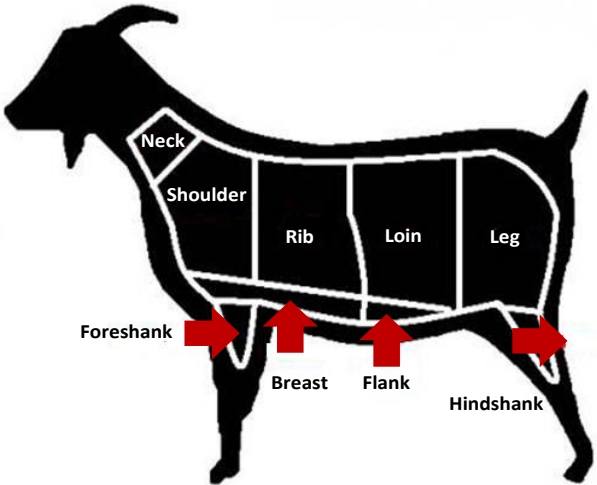 Neck
Shoulder
Rib
Loin
Leg
Foreshank
Breast
Flank
Hindshank